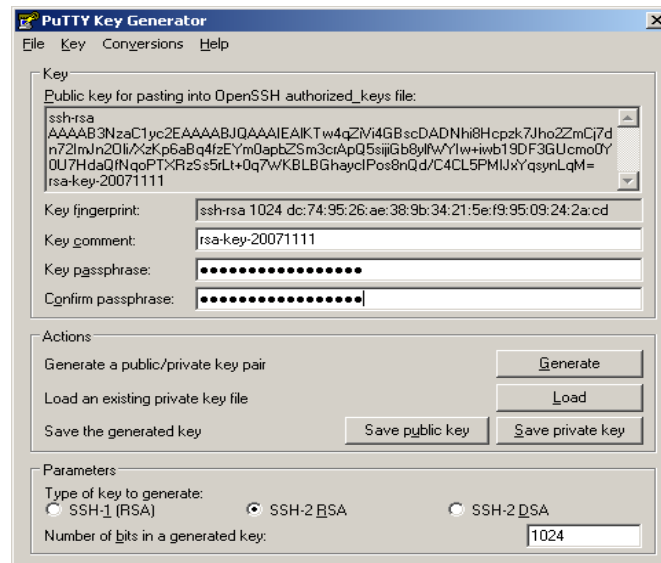 PuTTY Key Generator
File Key Conversions Help
Key
Public key for pasting into OpenSSH authorized_keys file:
ssh-rsa
AAAAB3NzaC1yc2EAAAABJQAAAIEAlKTw4qZiVi4GBscDADNhi8Hcpzk7Jho2ZmCj7d
n72ImJn2OIi/XzKp6aBq4fzEYm0apbZSm3crApQ5sijiGb8ylfWYIw+iwb19DF3GUcmo0Y
0U7HdaQfNqoPTXRzSs5rLt+0q7WKBLBGhaycIPos8nQd/C4CL5PMIJxYqsynLqM=
rsa-key-20071111
Key fingerprint: ssh-rsa 1024 dc:74:95:26:ae:38:9b:34:21:5e:f9:95:09:24:2a:cd
Key comment: rsa-key-20071111
Key passphrase: •••••••••••••••••
Confirm passphrase: •••••••••••••••••
Actions
Generate a public/private key pair Generate
Load an existing private key file Load
Save the generated key Save public key Save private key
Parameters
Type of key to generate:
SSH-1 (RSA) SSH-2 RSA SSH-2 DSA
Number of bits in a generated key: 1024